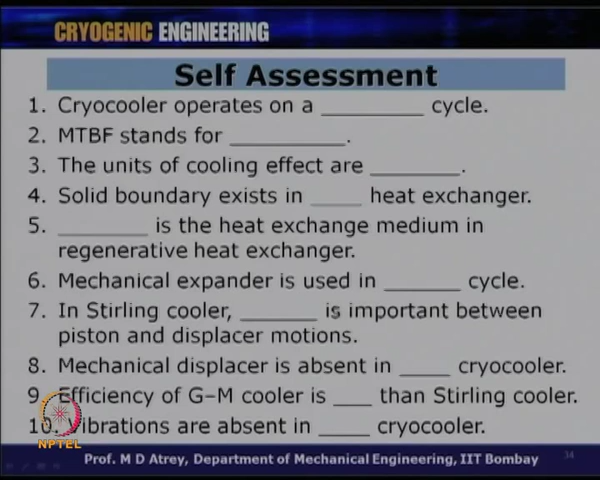 CRYOGENIC ENGINEERING
Self Assessment
1. Cryocooler operates on a _________ cycle.
2. MTBF stands for __________.
3. The units of cooling effect are ________.
4. Solid boundary exists in _____ heat exchanger.
5. ________ is the heat exchange medium in
regenerative heat exchanger.
6. Mechanical expander is used in _______ cycle.
7. In Stirling cooler, _______ is important between
piston and displacer motions.
8. Mechanical displacer is absent in _____ cryocooler.
9. Efficiency of G–M cooler is ____ than Stirling cooler.
10. Vibrations are absent in _____ cryocooler.
NPTEL
Prof. M D Atrey, Department of Mechanical Engineering, IIT Bombay
34